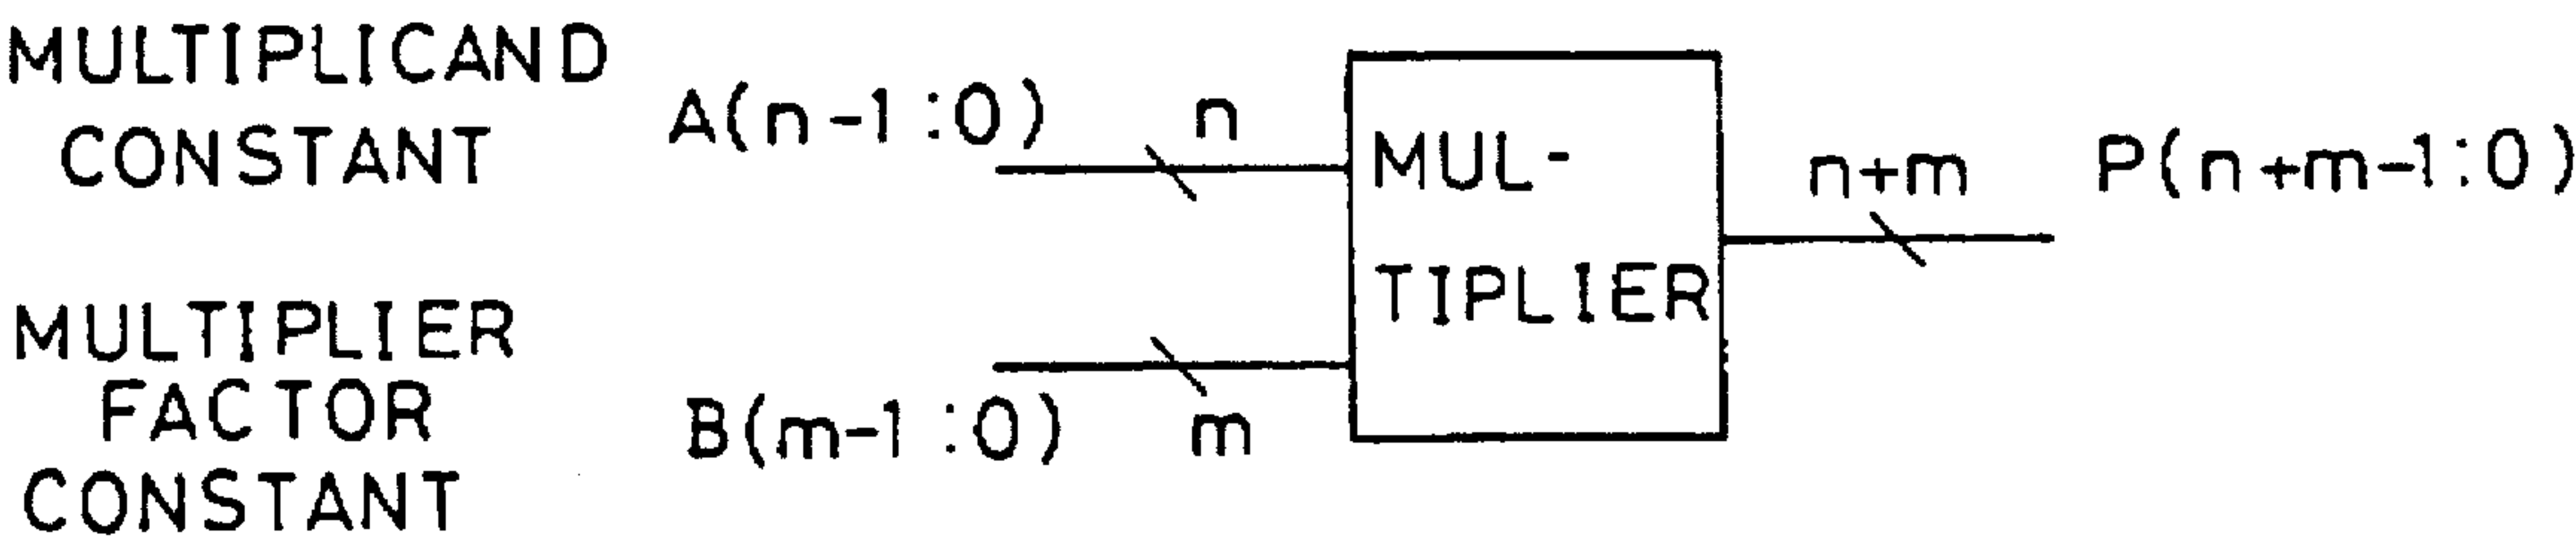 MULTIPLICAND
CONSTANT
A(n-1:0)
n
MULTIPLIER
FACTOR
CONSTANT
B(m-1:0)
m
MUL-
TIPLIER
n+m
P(n+m-1:0)